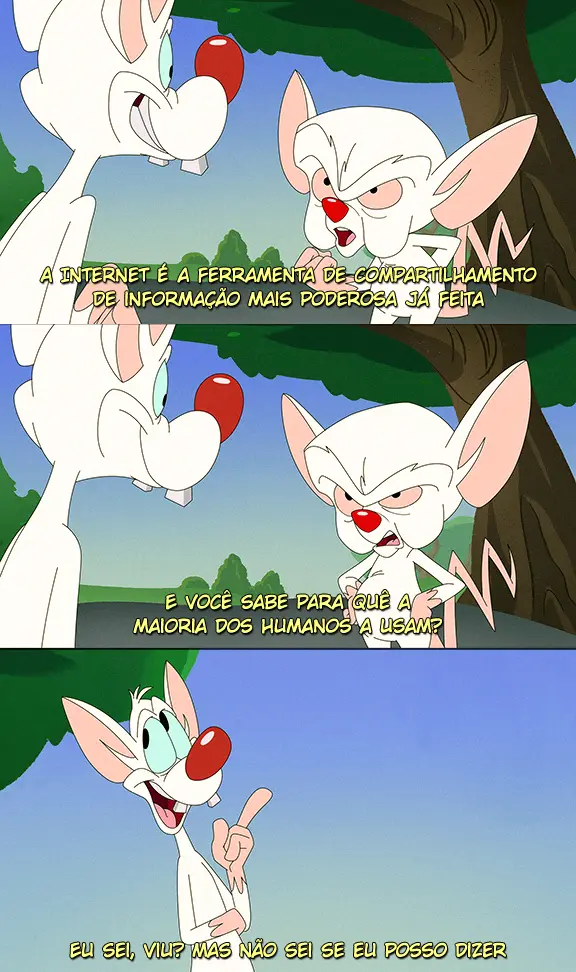 A INTERNET É A FERRAMENTA DE COMPARTILHAMENTO
DE INFORMAÇÃO MAIS PODEROSA JÁ FEITA
E VOCÊ SABE PARA QUÊ A
MAIORIA DOS HUMANOS A USAM?
EU SEI, VIU? MAS NÃO SEI SE EU POSSO DIZER